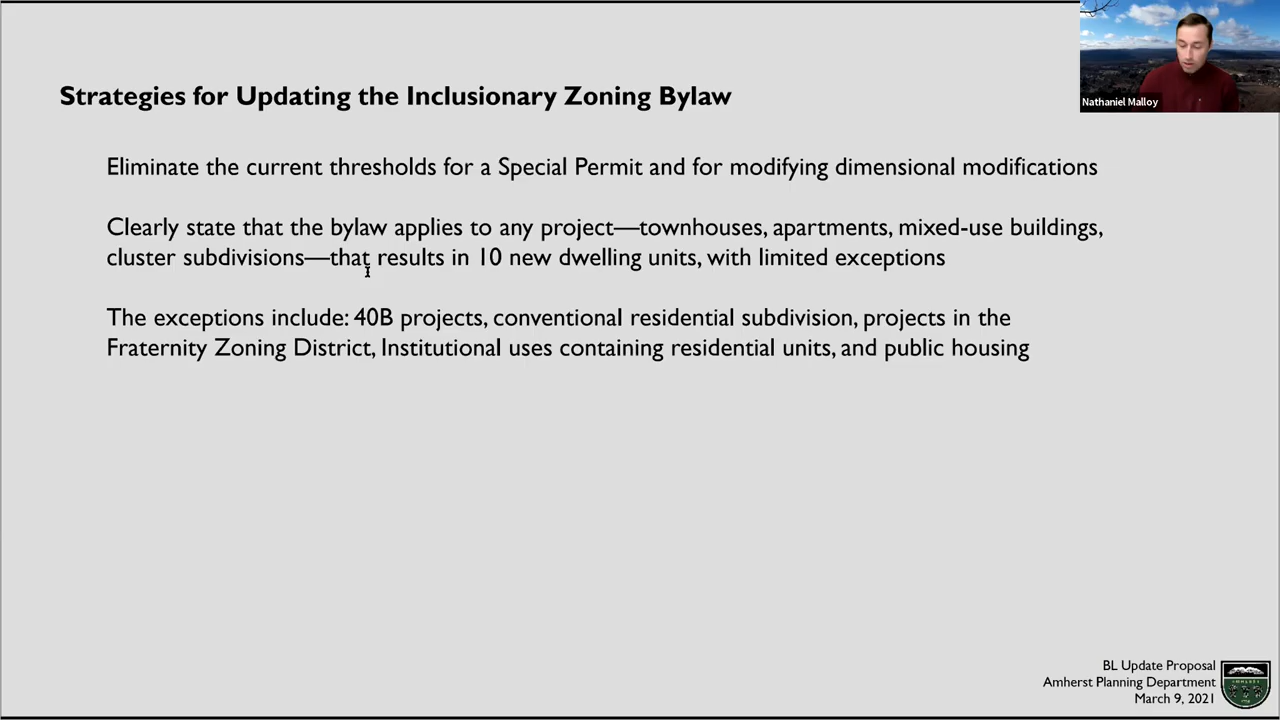 Strategies for Updating the Inclusionary Zoning Bylaw
Nathaniel Malloy
Eliminate the current thresholds for a Special Permit and for modifying dimensional modifications
Clearly state that the bylaw applies to any project—townhouses, apartments, mixed-use buildings,
cluster subdivisions—that results in 10 new dwelling units, with limited exceptions
The exceptions include: 40B projects, conventional residential subdivision, projects in the
Fraternity Zoning District, Institutional uses containing residential units, and public housing
BL Update Proposal
Amherst Planning Department
March 9, 2021